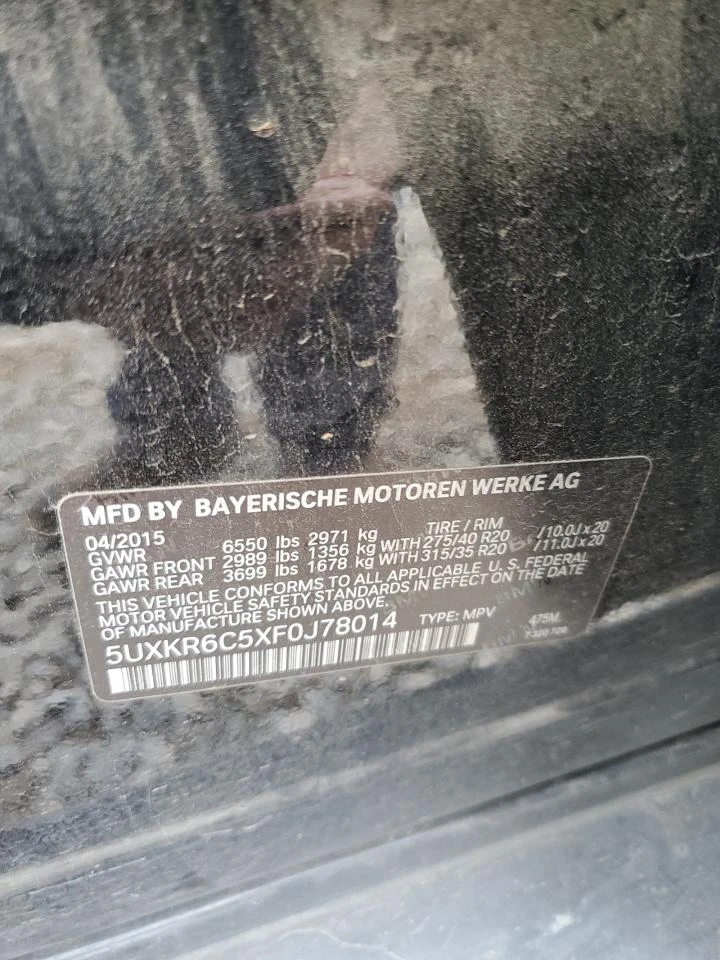 MFD BY BAYERISCHE MOTOREN WERKE AG
04/2015
TIRE / RIM
GVWR 6550 lbs 2971 kg
GAWR FRONT 2989 lbs 1356 kg WITH 275/40 R20 /10.0J x 20
GAWR REAR 3699 lbs 1678 kg WITH 315/35 R20 /11.0J x 20
THIS VEHICLE CONFORMS TO ALL APPLICABLE U. S. FEDERAL
MOTOR VEHICLE SAFETY STANDARDS IN EFFECT ON THE DATE
OF MANUFACTURE SHOWN ABOVE.
5UXKR6C5XF0J78014 TYPE: MPV 475M
7320728